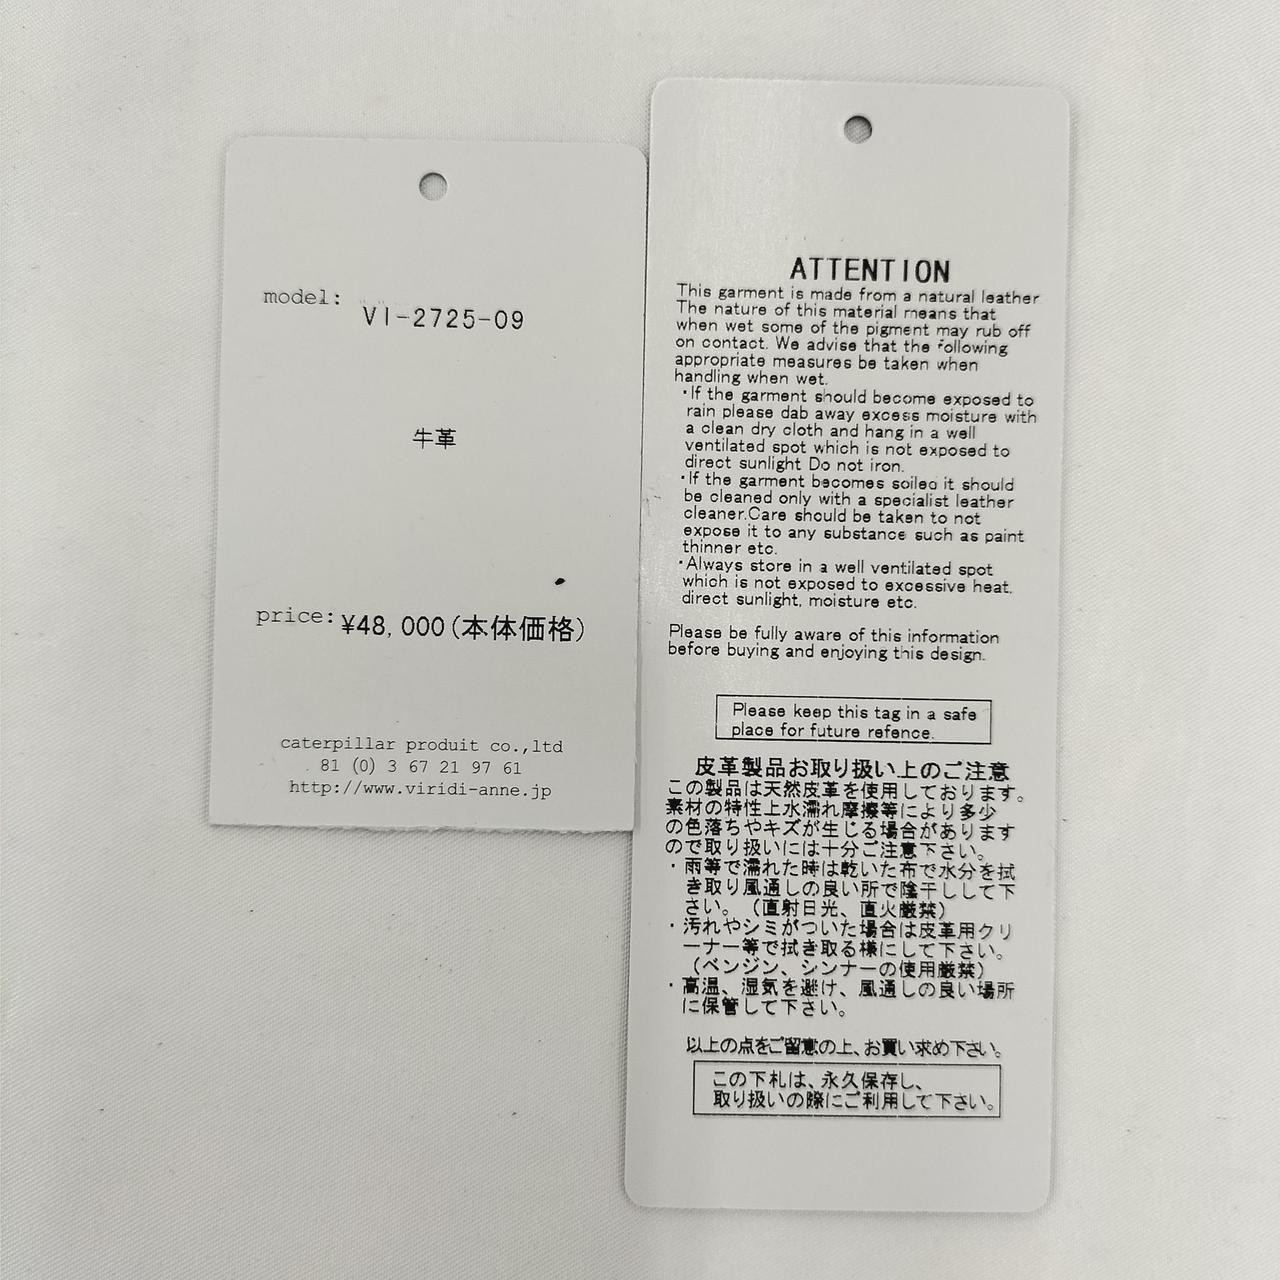 model:
VI-2725-09
牛革
price:
¥48,000(本体価格)
caterpillar produit co.,ltd
81 (0) 3 67 21 97 61
http://www.viridi-anne.jp
ATTENTION
This garment is made from a natural leather
The nature of this material means that
when wet some of the pigment may rub off
on contact. We advise that the following
appropriate measures be taken when
handling when wet.
・If the garment should become exposed to
rain please dab away excess moisture with
a clean dry cloth and hang in a well
ventilated spot which is not exposed to
direct sunlight Do not iron.
・If the garment becomes soiled it should
be cleaned only with a specialist leather
cleaner.Care should be taken to not
expose it to any substance such as paint
thinner etc.
・Always store in a well ventilated spot
which is not exposed to excessive heat,
direct sunlight, moisture etc.
Please be fully aware of this information
before buying and enjoying this design.
Please keep this tag in a safe
place for future refence.
皮革製品お取り扱い上のご注意
この製品は天然皮革を使用しております。
素材の特性上水濡れ摩擦等により多少
の色落ちやキズが生じる場合があります
ので取り扱いには十分ご注意下さい。
・雨等で濡れた時は乾いた布で水分を拭
き取り風通しの良い所で陰干しして下
さい。（直射日光、直火厳禁）
・汚れやシミがついた場合は皮革用クリ
ーナー等で拭き取る様にして下さい。
（ベンジン、シンナーの使用厳禁）
・高温、湿気を避け、風通しの良い場所
に保管して下さい。
以上の点をご留意の上、お買い求め下さい。
この下札は、永久保存し、
取り扱いの際にご利用して下さい。